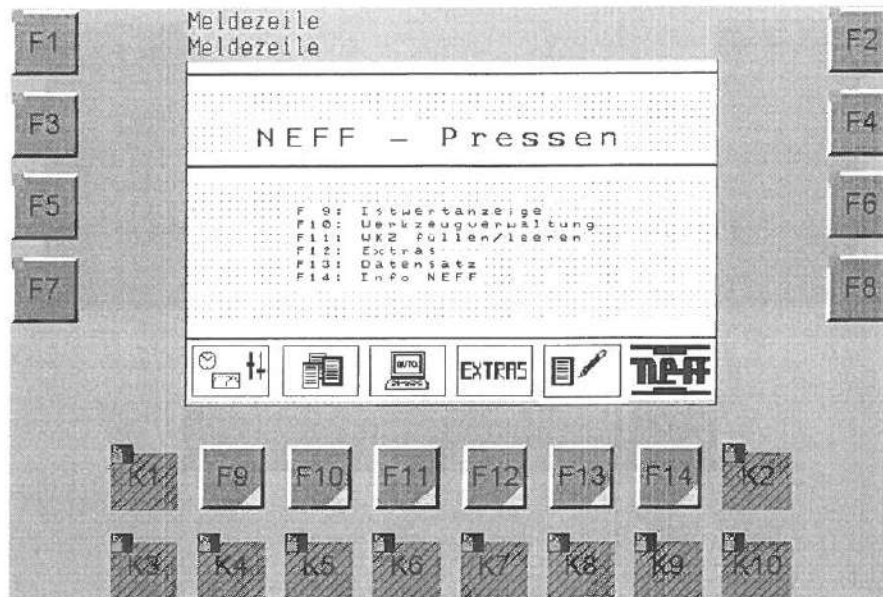 Meldezeile
Meldezeile
F1
F2
F3
F4
F5
F6
F7
F8
NEFF - Pressen
F 9: Istwertanzeige
F10: Werkzeugverwaltung
F11: WKZ füllen/leeren
F12: Extras
F13: Datensatz
F14: Info NEFF
AUTO.
EXTRAS
neff
K1 F9 F10 F11 F12 F13 F14 K2
K3 K4 K5 K6 K7 K8 K9 K10